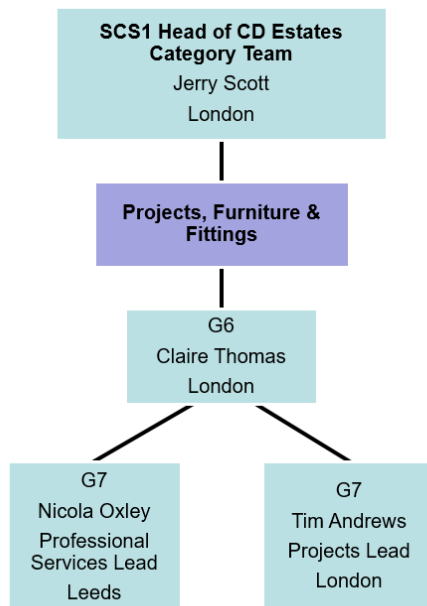 SCS1 Head of CD Estates
Category Team
Jerry Scott
London
Projects, Furniture &
Fittings
G6
Claire Thomas
London
G7
Nicola Oxley
Professional
Services Lead
Leeds
G7
Tim Andrews
Projects Lead
London